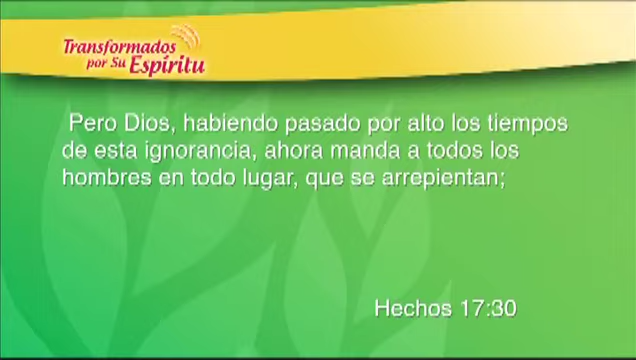 Transformados
por Su Espíritu
Pero Dios, habiendo pasado por alto los tiempos
de esta ignorancia, ahora manda a todos los
hombres en todo lugar, que se arrepientan;
Hechos 17:30